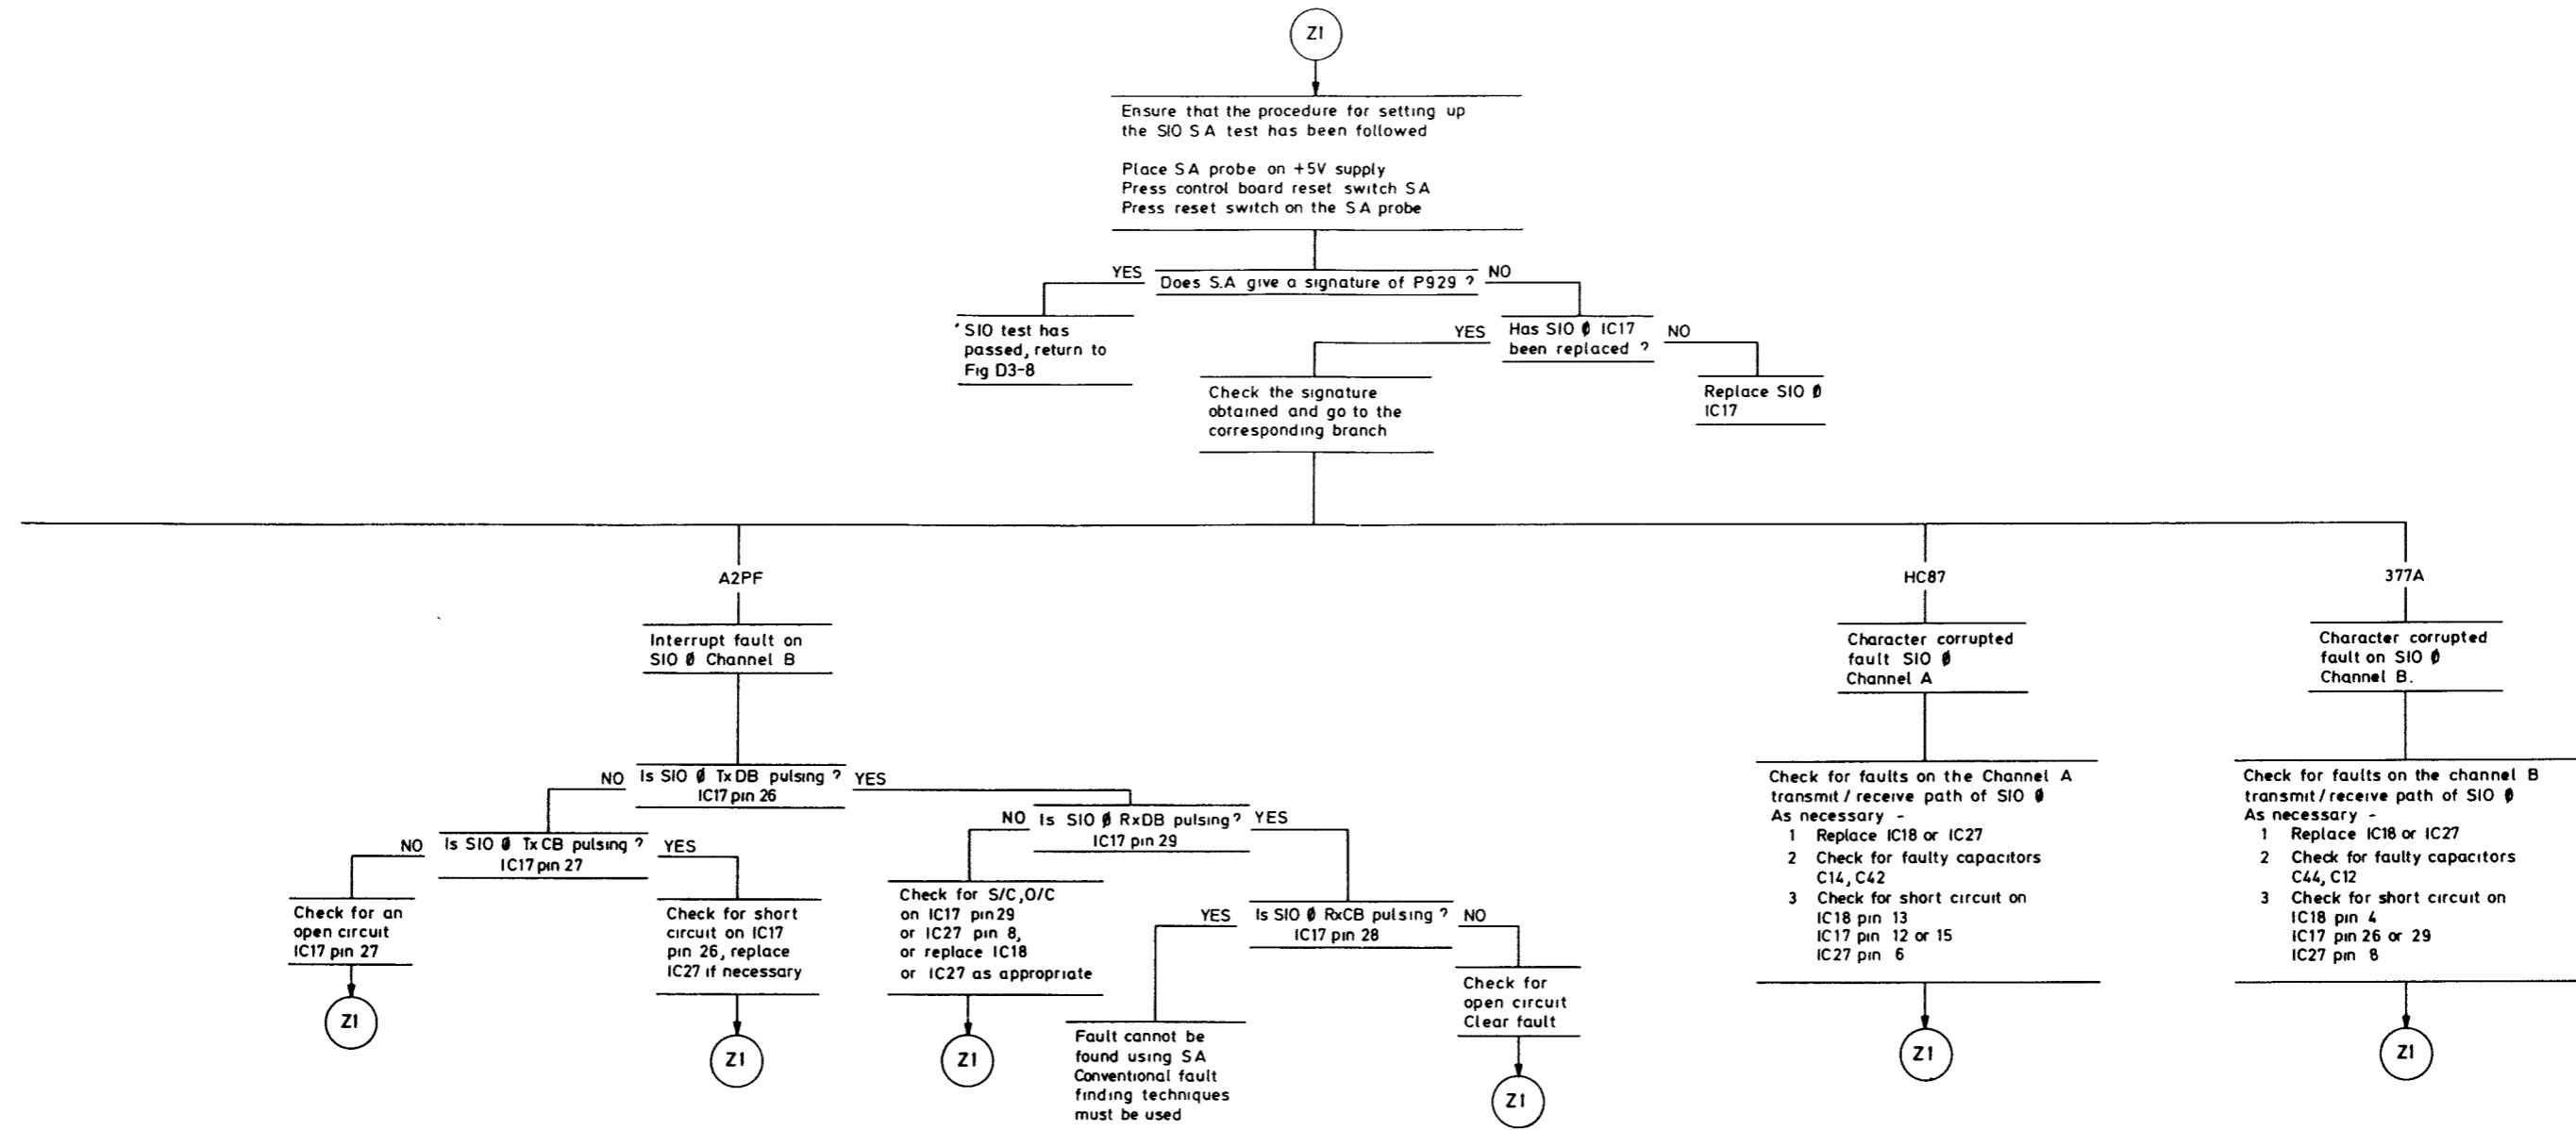 Z1
Ensure that the procedure for setting up
the SIO SA test has been followed
Place SA probe on +5V supply
Press control board reset switch SA
Press reset switch on the SA probe
YES
Does S.A give a signature of P929 ?
NO
SIO test has
passed, return to
Fig D3-8
YES
Has SIO 0 IC17
been replaced ?
NO
Check the signature
obtained and go to the
corresponding branch
Replace SIO 0
IC17
A2PF
HC87
377A
Interrupt fault on
SIO 0 Channel B
Character corrupted
fault SIO 0
Channel A
Character corrupted
fault on SIO 0
Channel B.
NO
Is SIO 0 TxDB pulsing ?
IC17 pin 26
YES
NO
Is SIO 0 TxCB pulsing ?
IC17 pin 27
YES
NO
Is SIO 0 RxDB pulsing?
IC17 pin 29
YES
Check for an
open circuit
IC17 pin 27
Z1
Check for short
circuit on IC17
pin 26, replace
IC27 if necessary
Z1
Check for S/C,O/C
on IC17 pin29
or IC27 pin 8,
or replace IC18
or IC27 as appropriate
Z1
YES
Is SIO 0 RxCB pulsing ?
IC17 pin 28
NO
Fault cannot be
found using SA
Conventional fault
finding techniques
must be used
Check for
open circuit
Clear fault
Z1
Check for faults on the Channel A
transmit/receive path of SIO 0
As necessary -
1 Replace IC18 or IC27
2 Check for faulty capacitors
C14, C42
3 Check for short circuit on
IC18 pin 13
IC17 pin 12 or 15
IC27 pin 6
Z1
Check for faults on the channel B
transmit/receive path of SIO 0
As necessary -
1 Replace IC18 or IC27
2 Check for faulty capacitors
C44, C12
3 Check for short circuit on
IC18 pin 4
IC17 pin 26 or 29
IC27 pin 8
Z1